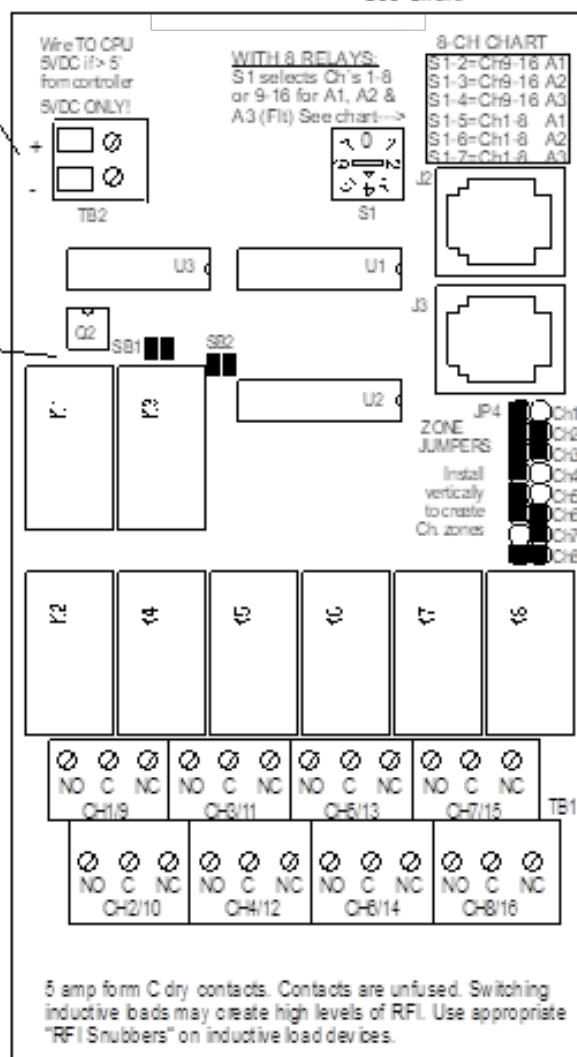 Wire TO CPU
5VDC if > 5'
from controller
5VDC ONLY!
+
-
TB2
WITH 8 RELAYS:
S1 selects Ch's 1-8
or 9-16 for A1, A2 &
A3 (Flt) See chart--->
S1
8-CH CHART
S1-2=Ch9-16 A1
S1-3=Ch9-16 A2
S1-4=Ch9-16 A3
S1-5=Ch1-8 A1
S1-6=Ch1-8 A2
S1-7=Ch1-8 A3
J2
J3
U3
U1
Q2
SB1
SB2
U2
JP4
ZONE
JUMPERS
Install
vertically
to create
Ch. zones
Ch1
Ch2
Ch3
Ch4
Ch5
Ch6
Ch7
Ch8
NO C NC NO C NC NO C NC NO C NC
CH1/9 CH3/11 CH5/13 CH7/15 TB1
NO C NC NO C NC NO C NC NO C NC
CH2/10 CH4/12 CH6/14 CH8/16
5 amp form C dry contacts. Contacts are unfused. Switching
inductive loads may create high levels of RFI. Use appropriate
"RFI Snubbers" on inductive load devices.